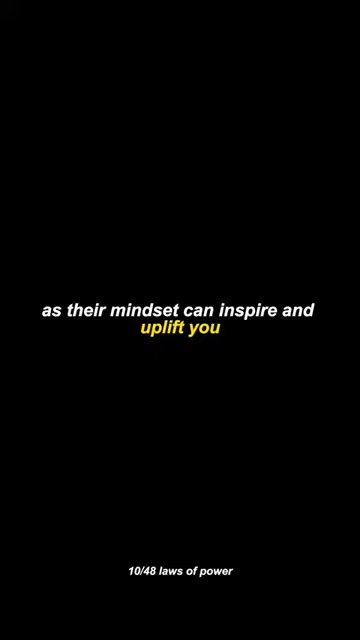 as their mindset can inspire and
uplift you
10/48 laws of power